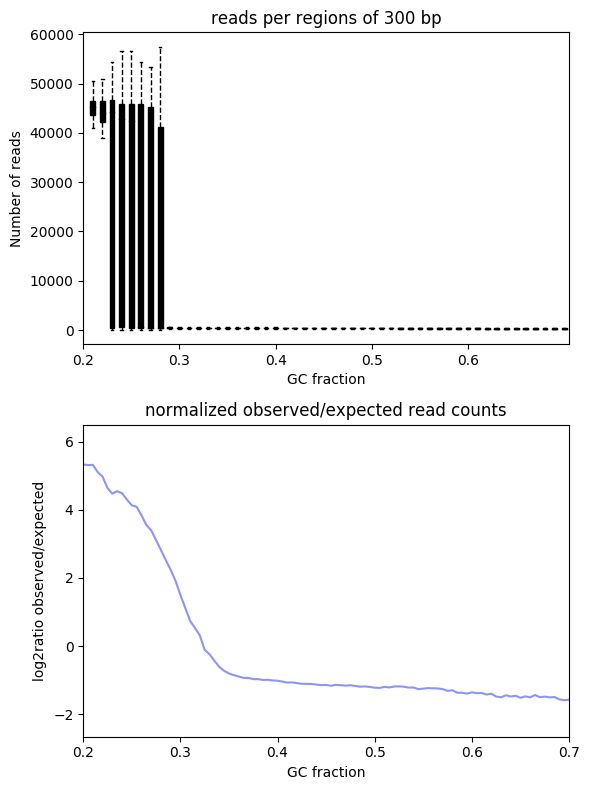 reads per regions of 300 bp
60000
50000
40000
30000
20000
10000
0
Number of reads
0.2 0.3 0.4 0.5 0.6
GC fraction
normalized observed/expected read counts
6
4
2
0
−2
log2ratio observed/expected
0.2 0.3 0.4 0.5 0.6 0.7
GC fraction